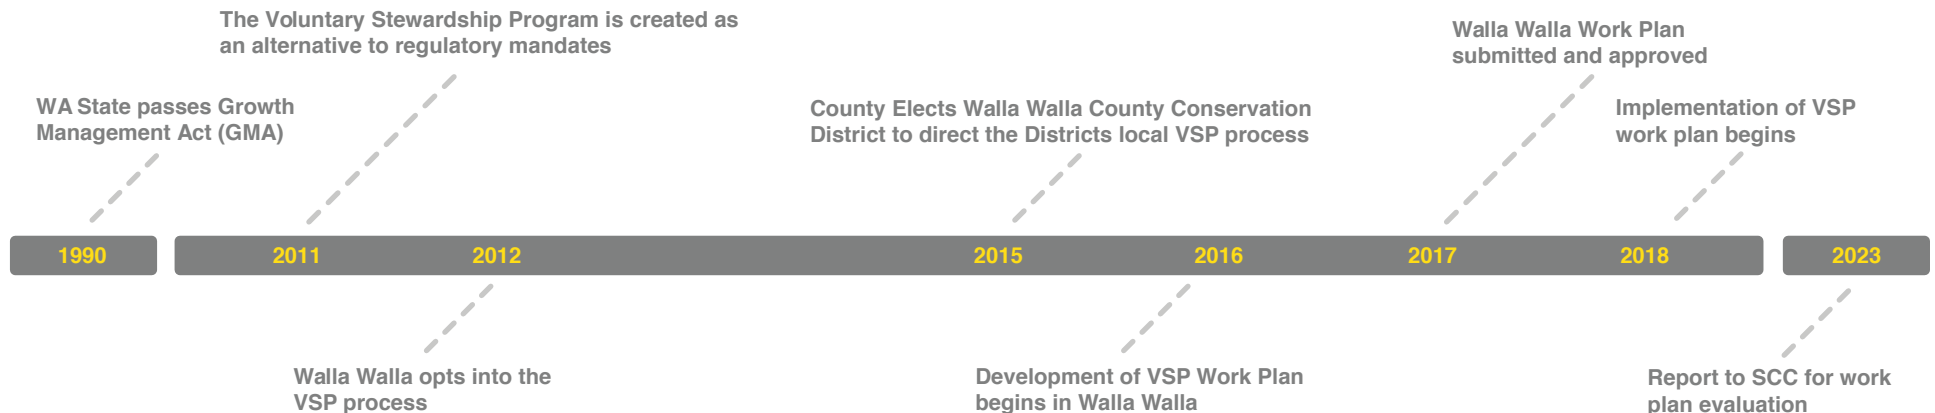 The Voluntary Stewardship Program is created as
an alternative to regulatory mandates
Walla Walla Work Plan
submitted and approved
WA State passes Growth
Management Act (GMA)
County Elects Walla Walla County Conservation
District to direct the Districts local VSP process
Implementation of VSP
work plan begins
1990
2011
2012
2015
2016
2017
2018
2023
Walla Walla opts into the
VSP process
Development of VSP Work Plan
begins in Walla Walla
Report to SCC for work
plan evaluation